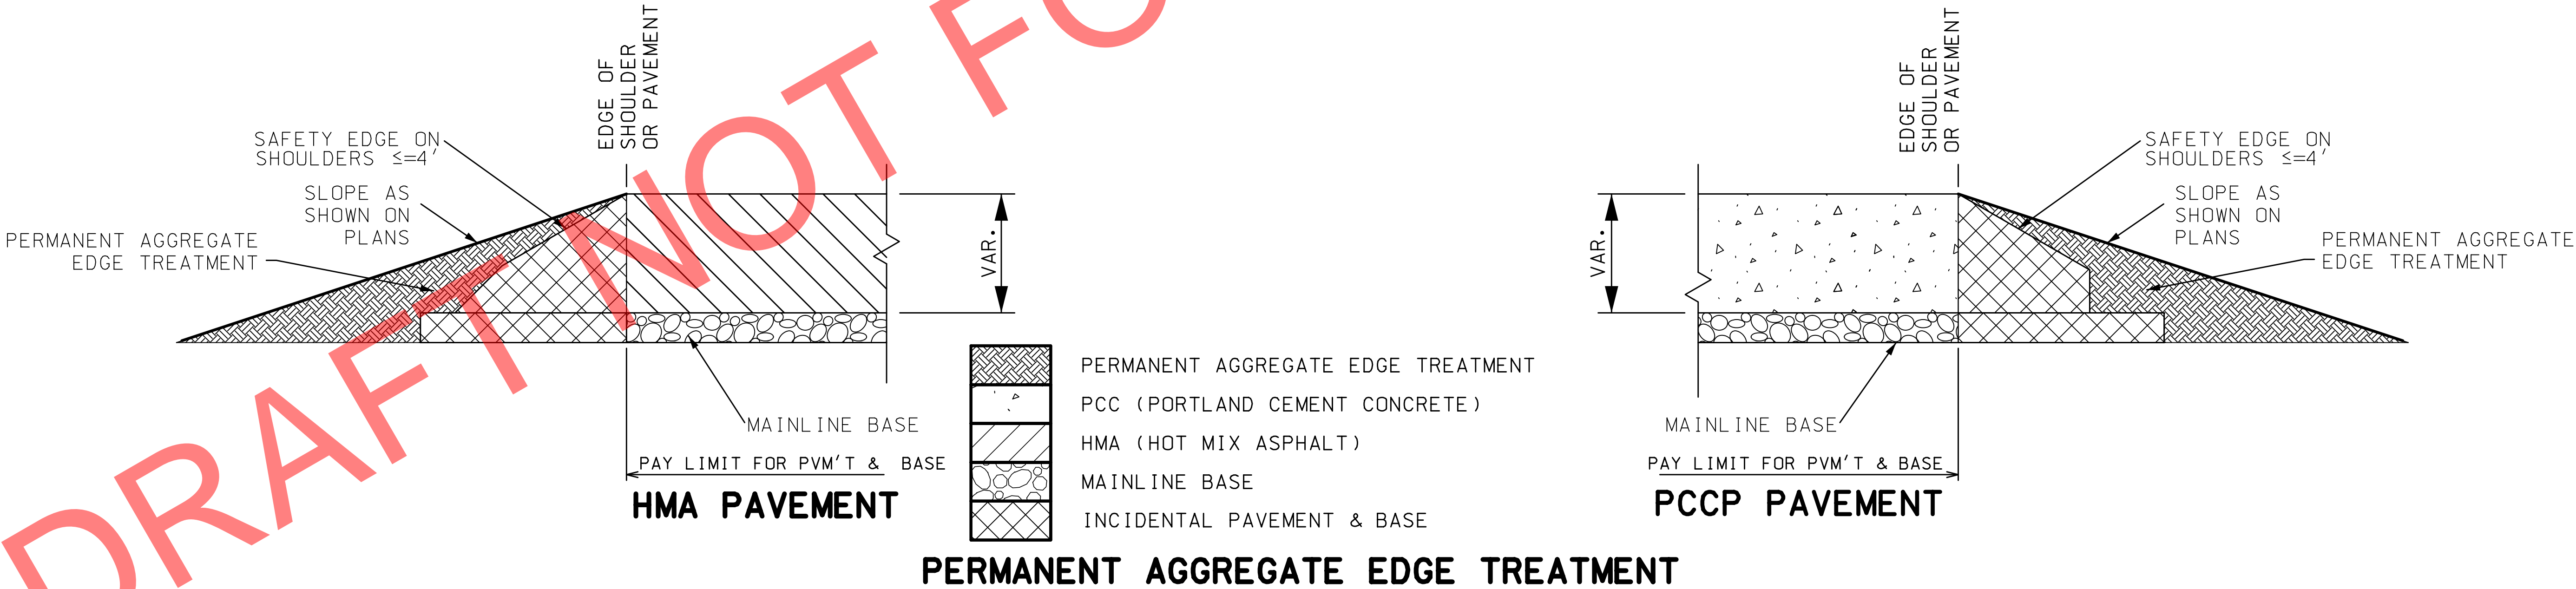 EDGE OF
SHOULDER
OR PAVEMENT
SAFETY EDGE ON
SHOULDERS ≤=4'
SLOPE AS
SHOWN ON
PLANS
PERMANENT AGGREGATE
EDGE TREATMENT
VAR.
MAINLINE BASE
PAY LIMIT FOR PVM'T & BASE
HMA PAVEMENT
PERMANENT AGGREGATE EDGE TREATMENT
PCC (PORTLAND CEMENT CONCRETE)
HMA (HOT MIX ASPHALT)
MAINLINE BASE
INCIDENTAL PAVEMENT & BASE
EDGE OF
SHOULDER
OR PAVEMENT
SAFETY EDGE ON
SHOULDERS ≤=4'
SLOPE AS
SHOWN ON
PLANS
PERMANENT AGGREGATE
EDGE TREATMENT
VAR.
MAINLINE BASE
PAY LIMIT FOR PVM'T & BASE
PCCP PAVEMENT
PERMANENT AGGREGATE EDGE TREATMENT
DRAFT NOT FO